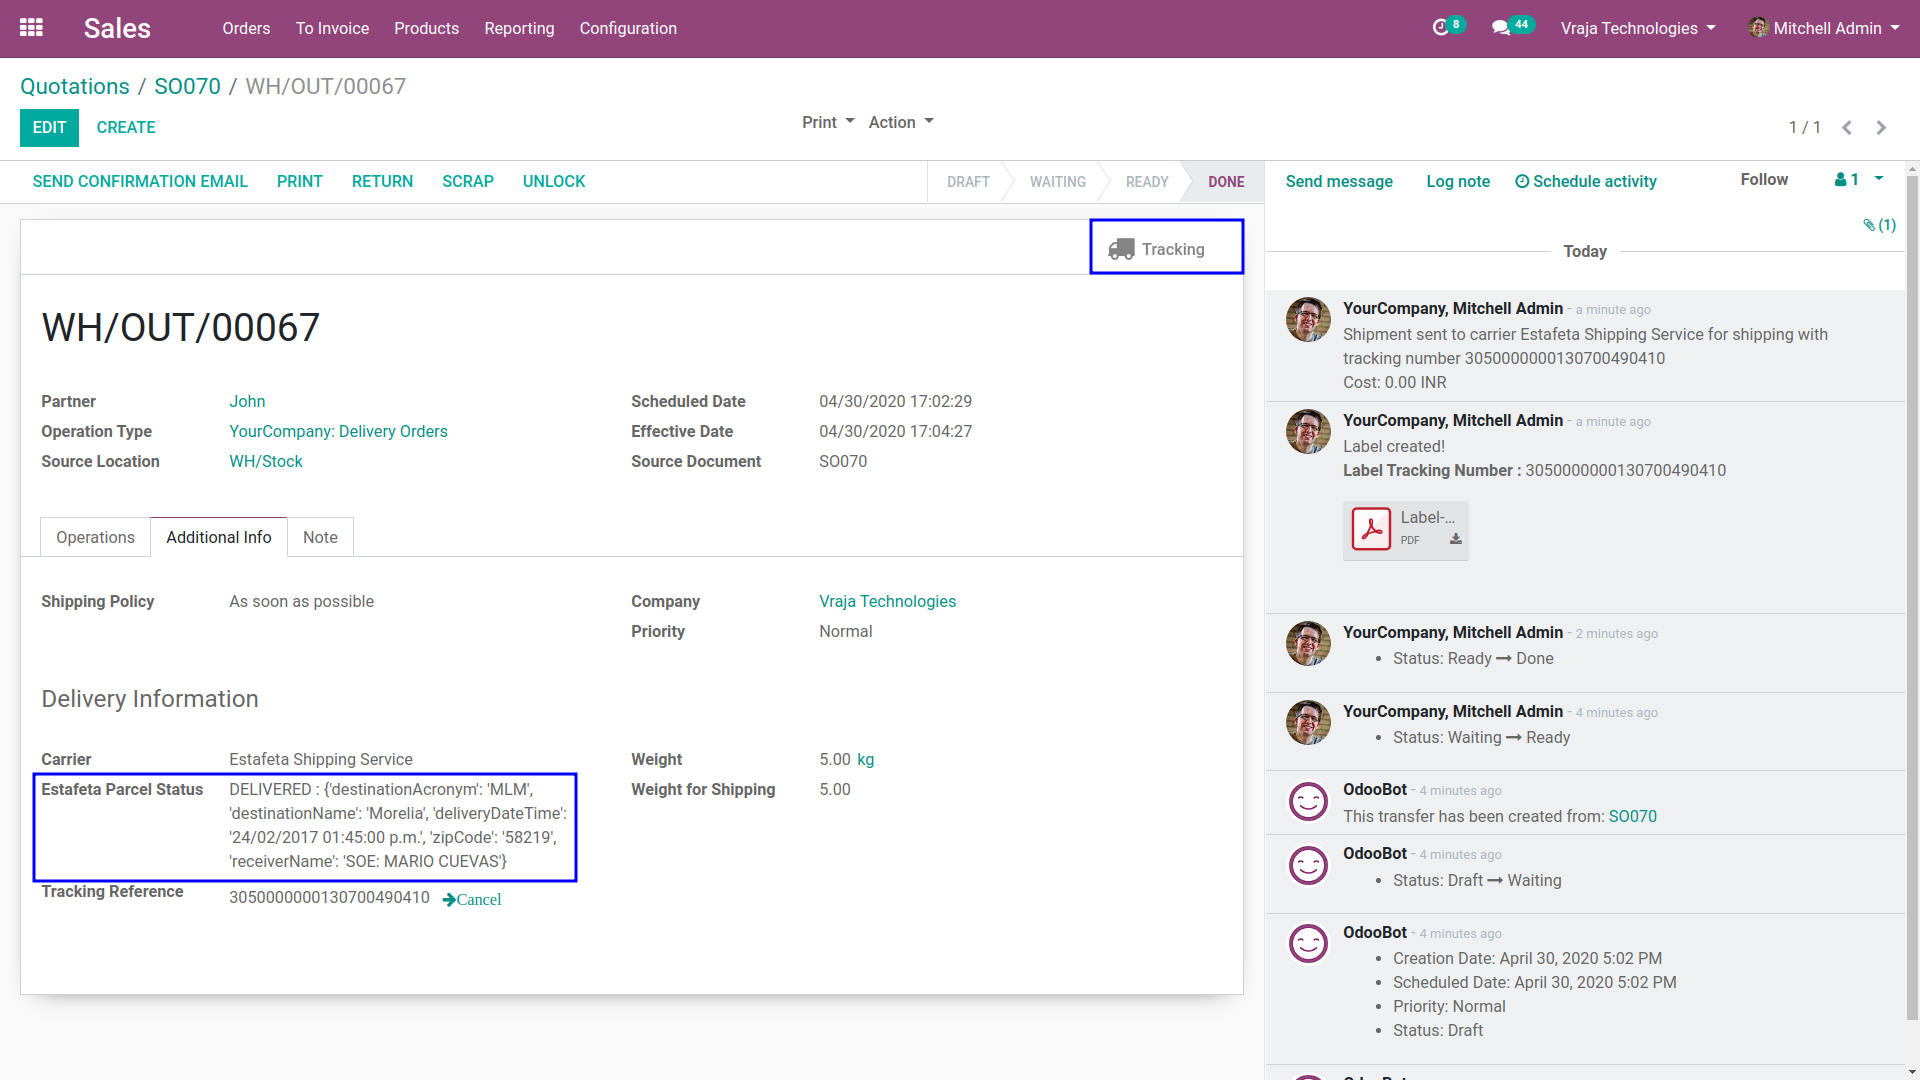 Sales Orders To Invoice Products Reporting Configuration 8 44 Vraja Technologies Mitchell Admin
Quotations / SO070 / WH/OUT/00067
EDIT CREATE Print Action 1 / 1
SEND CONFIRMATION EMAIL PRINT RETURN SCRAP UNLOCK DRAFT WAITING READY DONE
Tracking
WH/OUT/00067
Partner John
Operation Type YourCompany: Delivery Orders
Source Location WH/Stock
Scheduled Date 04/30/2020 17:02:29
Effective Date 04/30/2020 17:04:27
Source Document SO070
Operations Additional Info Note
Shipping Policy As soon as possible
Company Vraja Technologies
Priority Normal
Delivery Information
Carrier Estafeta Shipping Service
Estafeta Parcel Status DELIVERED : {'destinationAcronym': 'MLM',
'destinationName': 'Morelia', 'deliveryDateTime':
'24/02/2017 01:45:00 p.m.', 'zipCode': '58219',
'receiverName': 'SOE: MARIO CUEVAS'}
Tracking Reference 3050000000130700490410 Cancel
Weight 5.00 kg
Weight for Shipping 5.00
Send message Log note Schedule activity Follow 1
(1)
Today
YourCompany, Mitchell Admin - a minute ago
Shipment sent to carrier Estafeta Shipping Service for shipping with
tracking number 3050000000130700490410
Cost: 0.00 INR
YourCompany, Mitchell Admin - a minute ago
Label created!
Label Tracking Number : 3050000000130700490410
Label-...
PDF
YourCompany, Mitchell Admin - 2 minutes ago
• Status: Ready → Done
YourCompany, Mitchell Admin - 4 minutes ago
• Status: Waiting → Ready
OdooBot - 4 minutes ago
This transfer has been created from: SO070
OdooBot - 4 minutes ago
• Status: Draft → Waiting
OdooBot - 4 minutes ago
• Creation Date: April 30, 2020 5:02 PM
• Scheduled Date: April 30, 2020 5:02 PM
• Priority: Normal
• Status: Draft